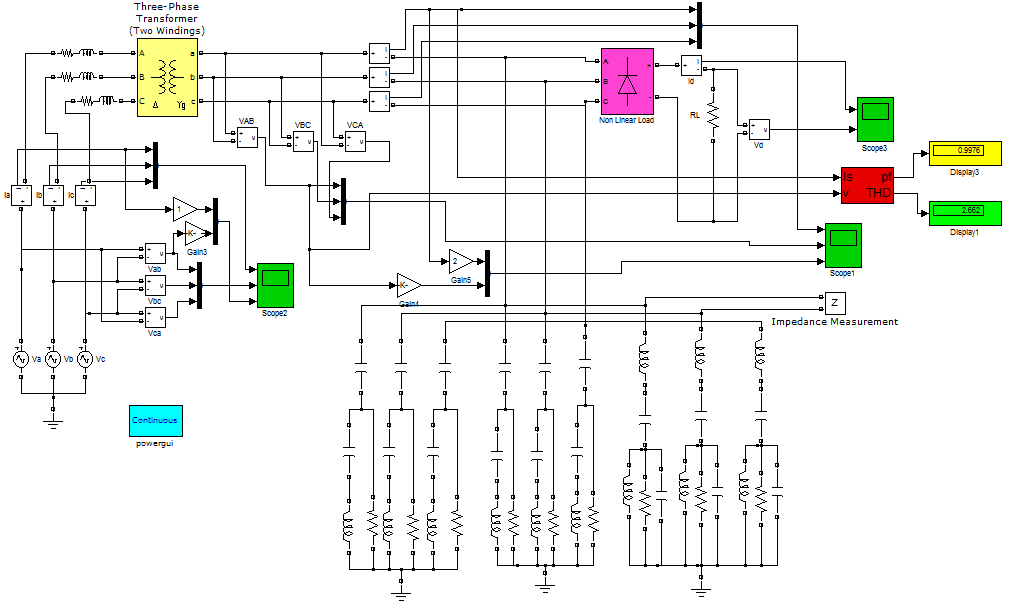 Three-Phase
Transformer
(Two Windings)
A
B
C
a
b
c
Δ
Yg
VAB
VBC
VCA
Non Linear Load
A
B
C
Id
RL
Vd
Scope3
0.9976
Display3
Is
pf
v
THD
2.662
Display1
Ia
Ib
Ic
1
K-
Gain3
Vab
Vbc
Vca
Scope2
2
Gain5
K-
Gain4
Scope1
Z
Impedance Measurement
Va
Vb
Vc
Continuous
powergui